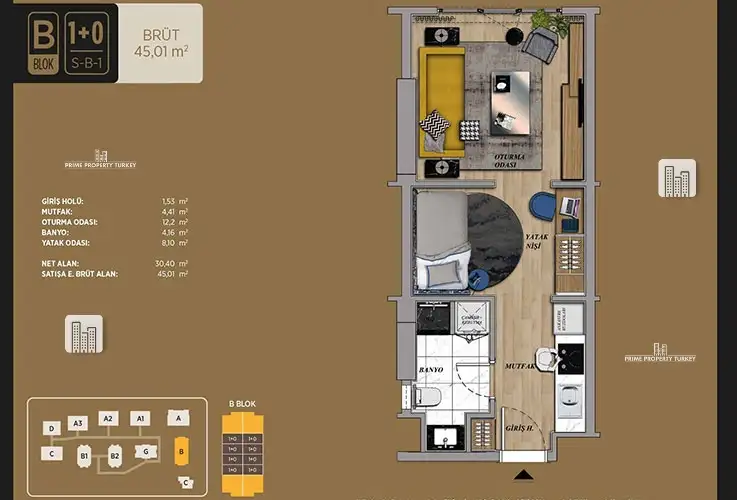 B
BLOK
1+0
S-B-1
BRÜT
45,01 m²
PRIME PROPERTY TURKEY
GİRİŞ HOLÜ: 1,53 m²
MUTFAK: 4,41 m²
OTURMA ODASI: 12,2 m²
BANYO: 4,16 m²
YATAK ODASI: 8,10 m²
NET ALAN: 30,40 m²
SATIŞA E. BRÜT ALAN: 45,01 m²
OTURMA
ODASI
YATAK
NİŞİ
BANYO
MUTFAK
GİRİŞ H.
PRIME PROPERTY TURKEY
B BLOK
D
A3
A2
A1
A
C
B1
B2
G
B
C
1+0 1+0
1+0 1+0
1+0 1+0
1+0 1+0